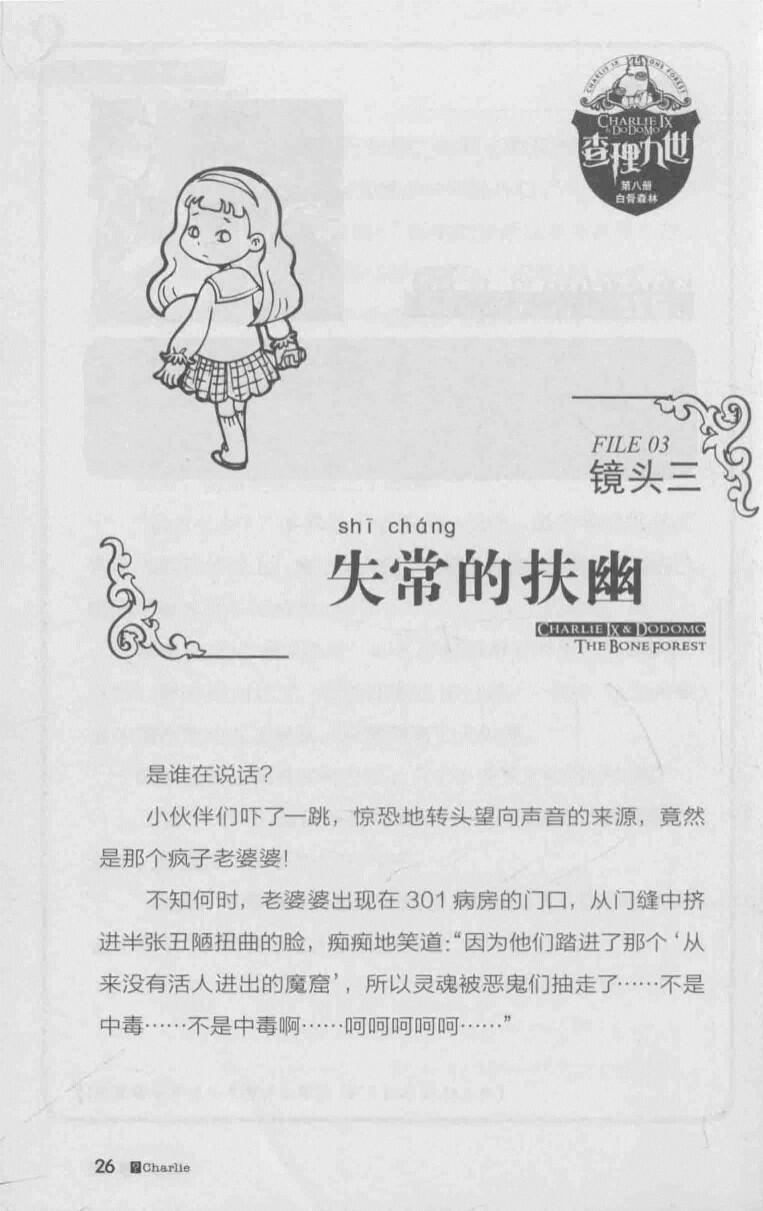 CHARLIE IX BONE FOREST
CHARLIE IX
& DODOMO
查理九世
第八册
白骨森林
FILE 03
镜头三
shī cháng
失常的扶幽
CHARLIE IX & DODOMO
THE BONE FOREST
是谁在说话？
小伙伴们吓了一跳，惊恐地转头望向声音的来源，竟然
是那个疯子老婆婆！
不知何时，老婆婆出现在 301 病房的门口，从门缝中挤
进半张丑陋扭曲的脸，痴痴地笑道：“因为他们踏进了那个‘从
来没有活人进出的魔窟’，所以灵魂被恶鬼们抽走了……不是
中毒……不是中毒啊……呵呵呵呵呵……”
26 Charlie